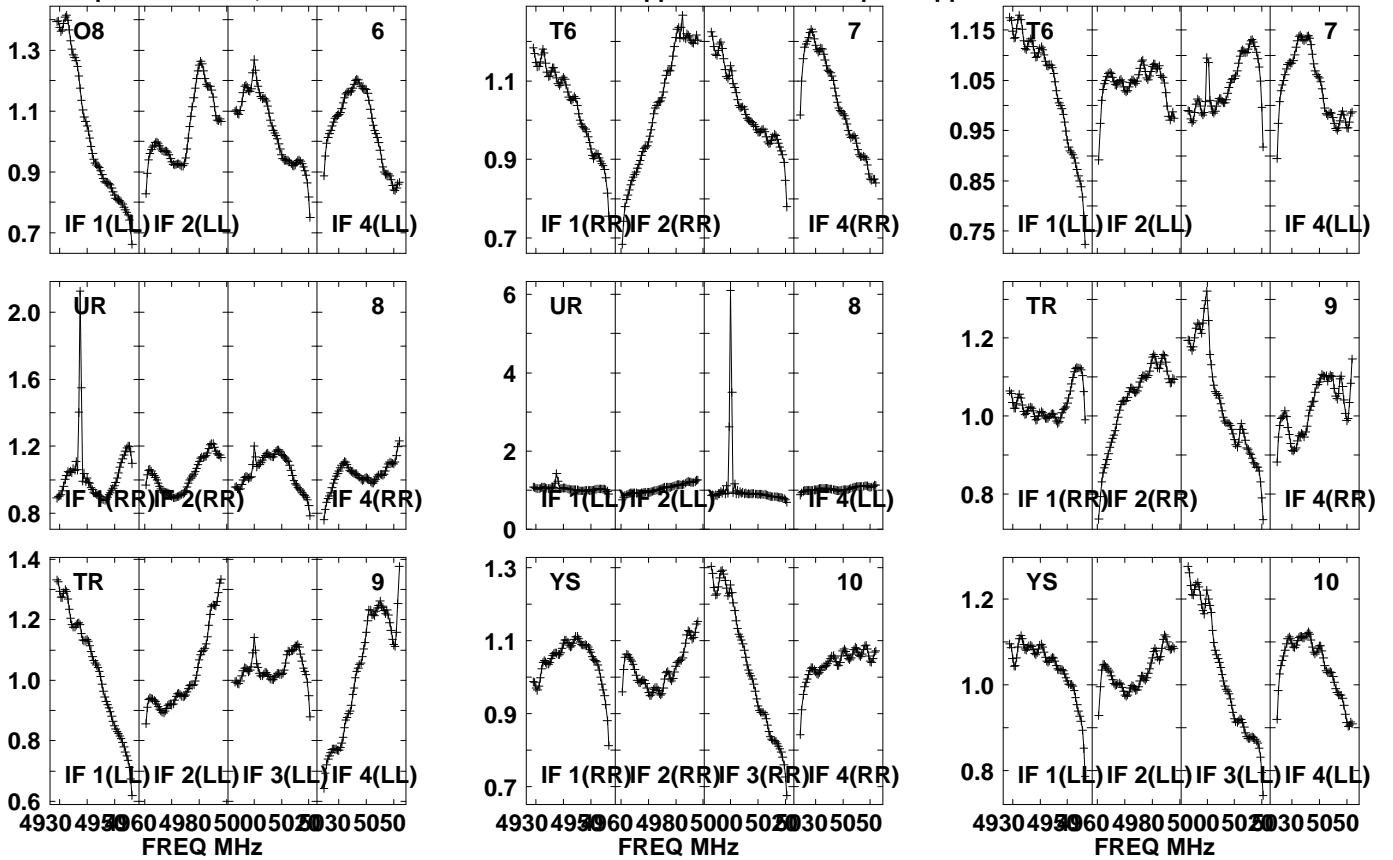 O8 6
1.3
1.1
0.9
0.7
IF 1(LL) IF 2(LL) IF 4(LL)
T6 7
1.1
0.9
0.7
IF 1(RR) IF 2(RR) IF 4(RR)
T6 7
1.15
1.05
0.95
0.85
0.75
IF 1(LL) IF 2(LL) IF 4(LL)
UR 8
2.0
1.6
1.2
0.8
IF 1(RR) IF 2(RR) IF 4(RR)
UR 8
6
4
2
0
IF 1(LL) IF 2(LL) IF 4(LL)
TR 9
1.2
1.0
0.8
IF 1(RR) IF 2(RR) IF 4(RR)
TR 9
1.4
1.2
1.0
0.8
0.6
IF 1(LL) IF 2(LL) IF 3(LL) IF 4(LL)
4930 4950 4960 4980 5000 5020 5030 5050
FREQ MHz
YS 10
1.3
1.1
0.9
0.7
IF 1(RR) IF 2(RR) IF 3(RR) IF 4(RR)
4930 4950 4960 4980 5000 5020 5030 5050
FREQ MHz
YS 10
1.2
1.0
0.8
IF 1(LL) IF 2(LL) IF 3(LL) IF 4(LL)
4930 4950 4960 4980 5000 5020 5030 5050
FREQ MHz